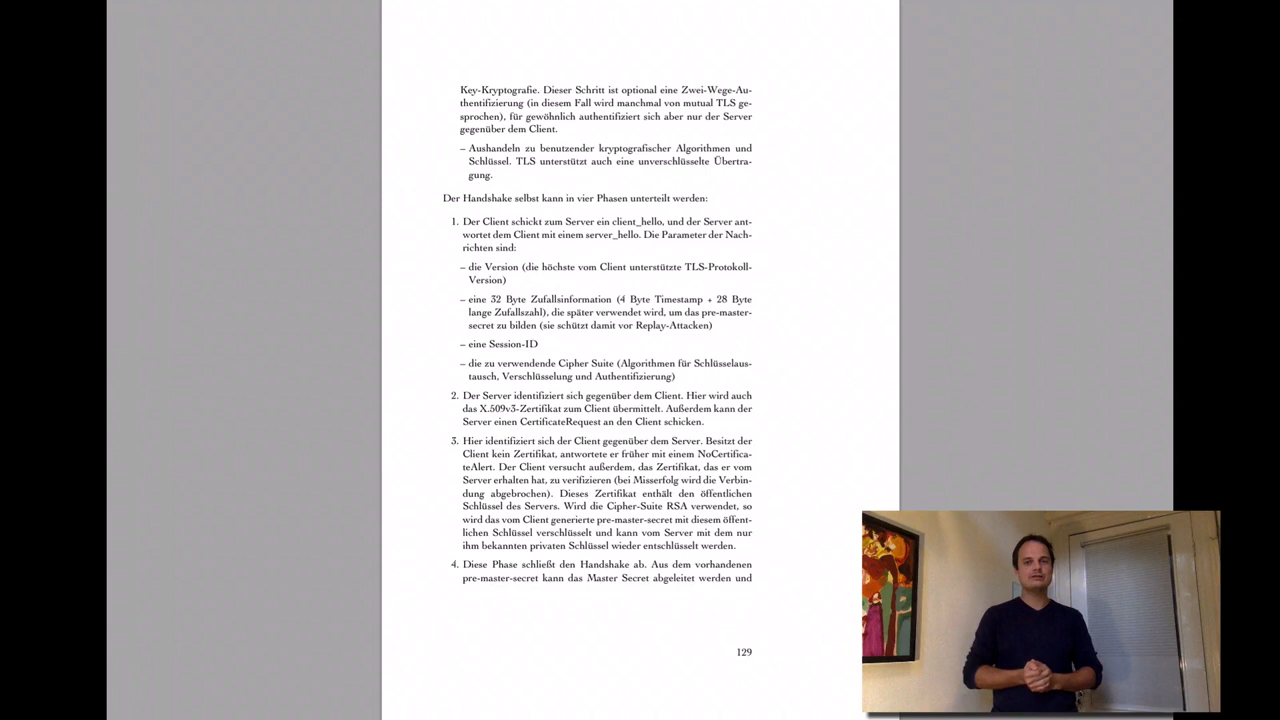 Key-Kryptografie. Dieser Schritt ist optional eine Zwei-Wege-Au-
thentifizierung (in diesem Fall wird manchmal von mutual TLS ge-
sprochen), für gewöhnlich authentifiziert sich aber nur der Server
gegenüber dem Client.
– Aushandeln zu benutzender kryptografischer Algorithmen und
Schlüssel. TLS unterstützt auch eine unverschlüsselte Übertra-
gung.
Der Handshake selbst kann in vier Phasen unterteilt werden:
1. Der Client schickt zum Server ein client_hello, und der Server ant-
wortet dem Client mit einem server_hello. Die Parameter der Nach-
richten sind:
– die Version (die höchste vom Client unterstützte TLS-Protokoll-
Version)
– eine 32 Byte Zufallsinformation (4 Byte Timestamp + 28 Byte
lange Zufallszahl), die später verwendet wird, um das pre-master-
secret zu bilden (sie schützt damit vor Replay-Attacken)
– eine Session-ID
– die zu verwendende Cipher Suite (Algorithmen für Schlüsselaus-
tausch, Verschlüsselung und Authentifizierung)
2. Der Server identifiziert sich gegenüber dem Client. Hier wird auch
das X.509v3-Zertifikat zum Client übermittelt. Außerdem kann der
Server einen CertificateRequest an den Client schicken.
3. Hier identifiziert sich der Client gegenüber dem Server. Besitzt der
Client kein Zertifikat, antwortete er früher mit einem NoCertifica-
teAlert. Der Client versucht außerdem, das Zertifikat, das er vom
Server erhalten hat, zu verifizieren (bei Misserfolg wird die Verbin-
dung abgebrochen). Dieses Zertifikat enthält den öffentlichen
Schlüssel des Servers. Wird die Cipher-Suite RSA verwendet, so
wird das vom Client generierte pre-master-secret mit diesem öffent-
lichen Schlüssel verschlüsselt und kann vom Server mit dem nur
ihm bekannten privaten Schlüssel wieder entschlüsselt werden.
4. Diese Phase schließt den Handshake ab. Aus dem vorhandenen
pre-master-secret kann das Master Secret abgeleitet werden und
129